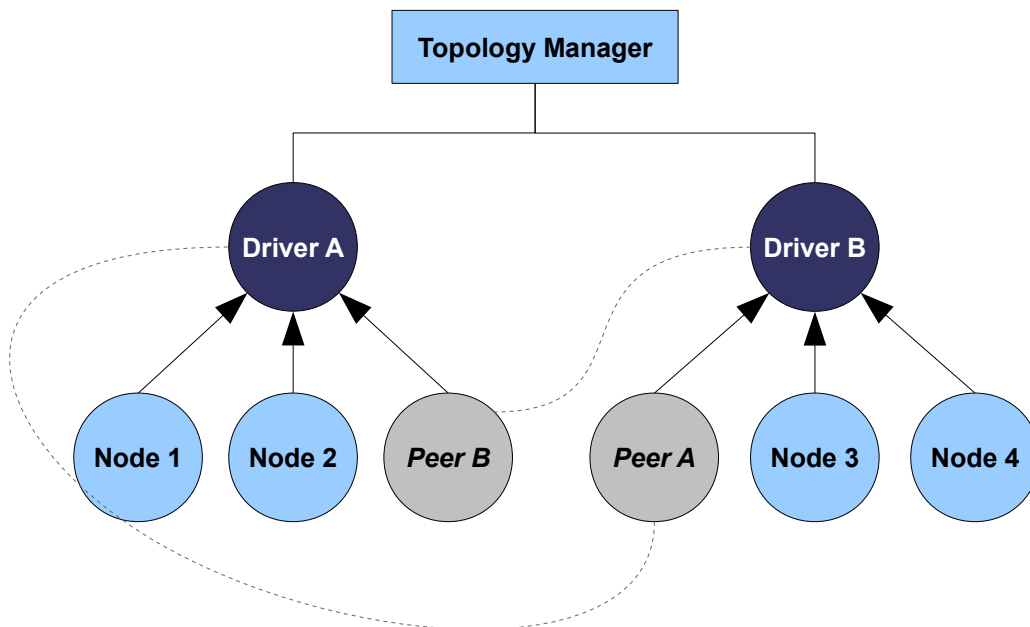 Topology Manager
Driver A
Driver B
Node 1
Node 2
Peer B
Peer A
Node 3
Node 4